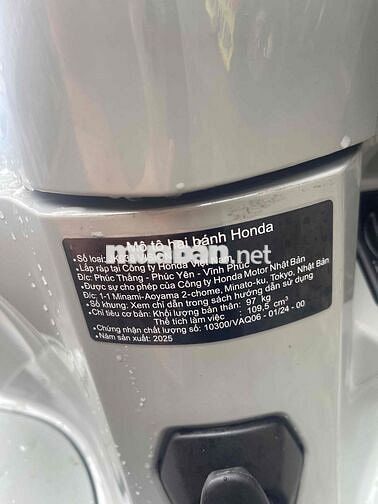 Mô tô hai bánh Honda
• Số loại:
• Lắp ráp tại Công ty Honda Việt Nam
Đ/c: Phúc Thắng - Phúc Yên - Vĩnh Phúc
• Được sự cho phép của Công ty Honda Motor Nhật Bản
Đ/c: 1-1 Minami-Aoyama 2-chome, Minato-ku, Tokyo, Nhật Bản
• Số khung: Xem chỉ dẫn trong sách hướng dẫn sử dụng
• Chỉ tiêu cơ bản: Khối lượng bản thân: 97 kg
Thể tích làm việc : 109,5 cm³
• Chứng nhận chất lượng số: 10300/VAQ06 - 01/24 - 00
• Năm sản xuất: 2025